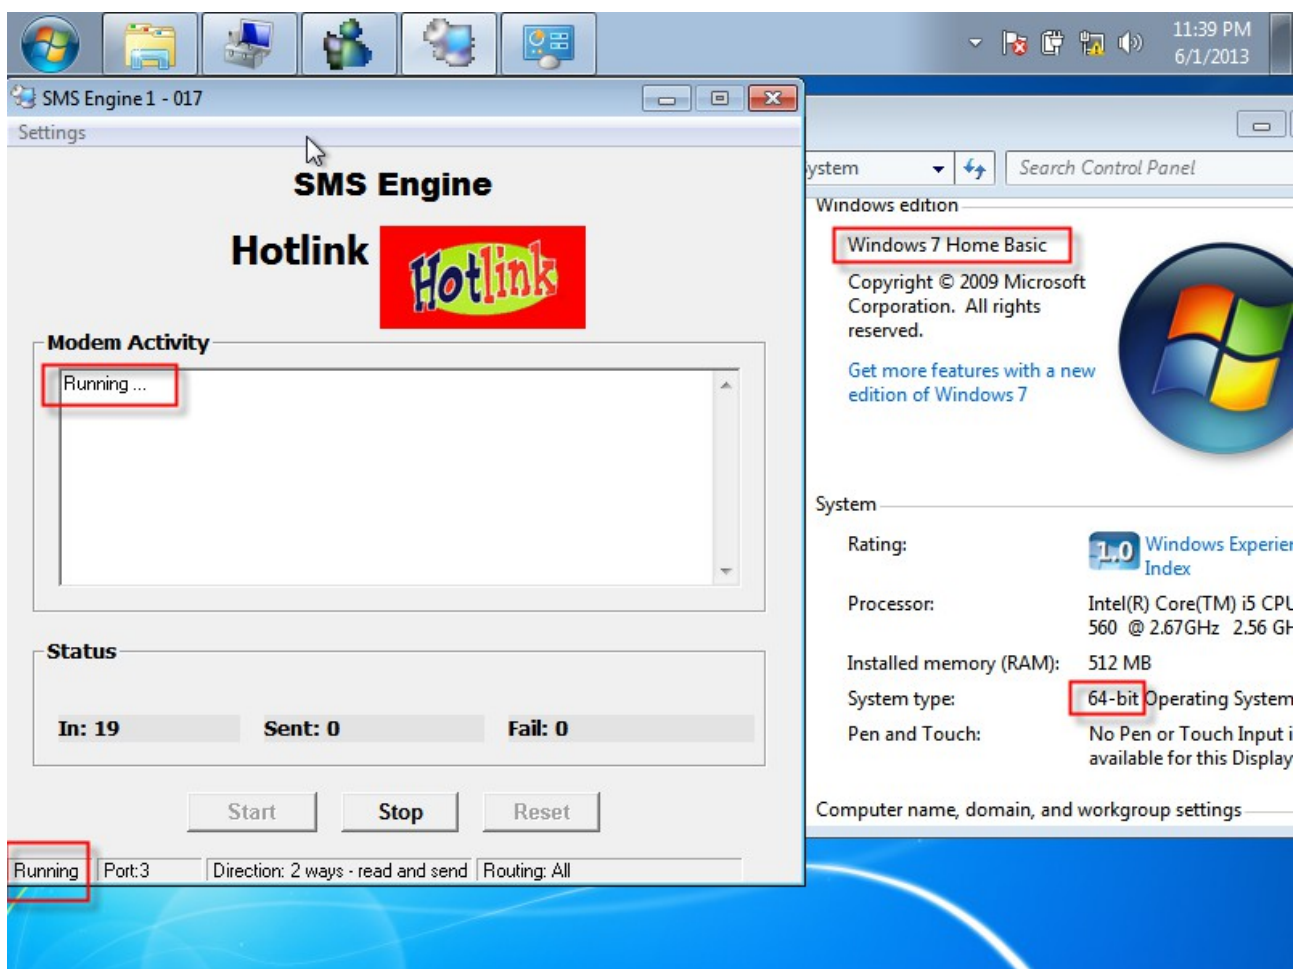 11:39 PM
6/1/2013
SMS Engine 1 - 017
Settings
SMS Engine
Hotlink
Hotlink
Modem Activity
Running ...
Status
In: 19
Sent: 0
Fail: 0
Start
Stop
Reset
Running
Port:3
Direction: 2 ways - read and send
Routing: All
ystem
Search Control Panel
Windows edition
Windows 7 Home Basic
Copyright © 2009 Microsoft
Corporation. All rights
reserved.
Get more features with a new
edition of Windows 7
System
Rating:
1.0
Windows Experien
Index
Processor:
Intel(R) Core(TM) i5 CPU
560 @ 2.67GHz 2.56 GH
Installed memory (RAM):
512 MB
System type:
64-bit Operating System
Pen and Touch:
No Pen or Touch Input i
available for this Display
Computer name, domain, and workgroup settings